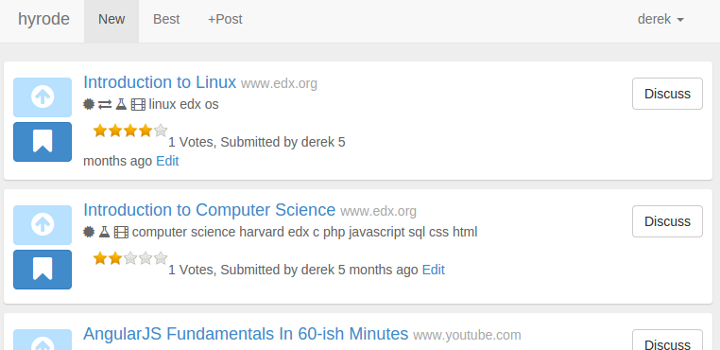 hyrode New Best +Post derek
Introduction to Linux www.edx.org Discuss
linux edx os
1 Votes, Submitted by derek 5
months ago Edit
Introduction to Computer Science www.edx.org Discuss
computer science harvard edx c php javascript sql css html
1 Votes, Submitted by derek 5 months ago Edit
AngularJS Fundamentals In 60-ish Minutes www.youtube.com Discuss